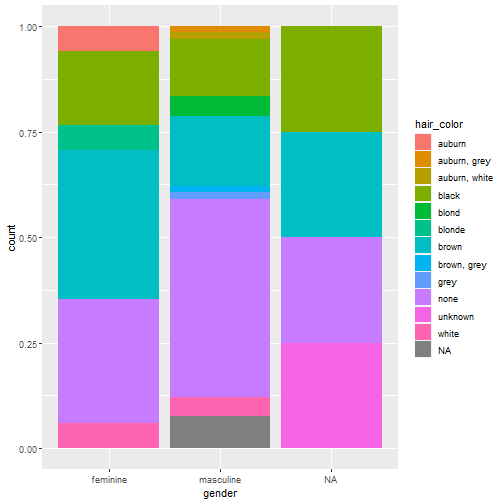 1.00
0.75
0.50
0.25
0.00
count
feminine
masculine
NA
gender
hair_color
auburn
auburn, grey
auburn, white
black
blond
blonde
brown
brown, grey
grey
none
unknown
white
NA